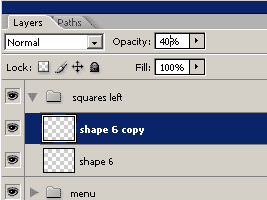 Layers Paths
Normal Opacity: 40%
Lock: Fill: 100%
squares left
shape 6 copy
shape 6
menu